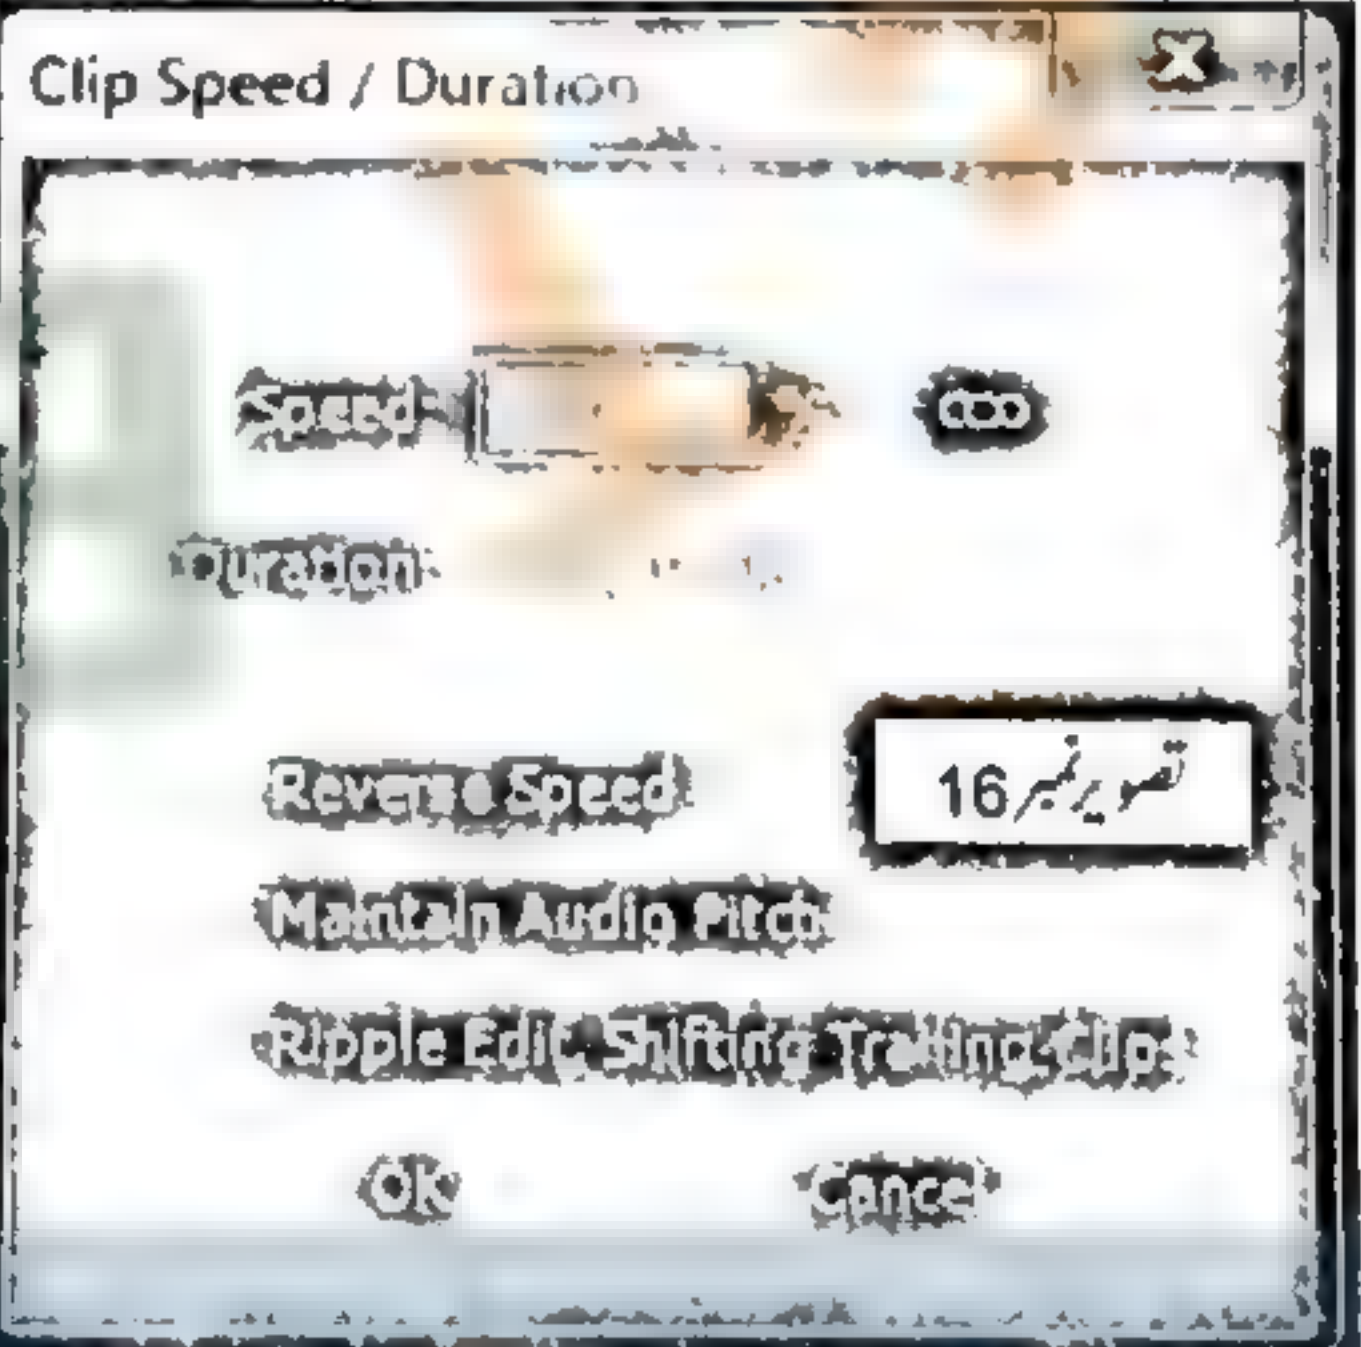 Clip Speed / Duration
Speed:
Duration:
Reverse Speed
تصویر نمبر 16
Maintain Audio Pitch
Ripple Edit, Shifting Trailing Clips
OK
Cancel